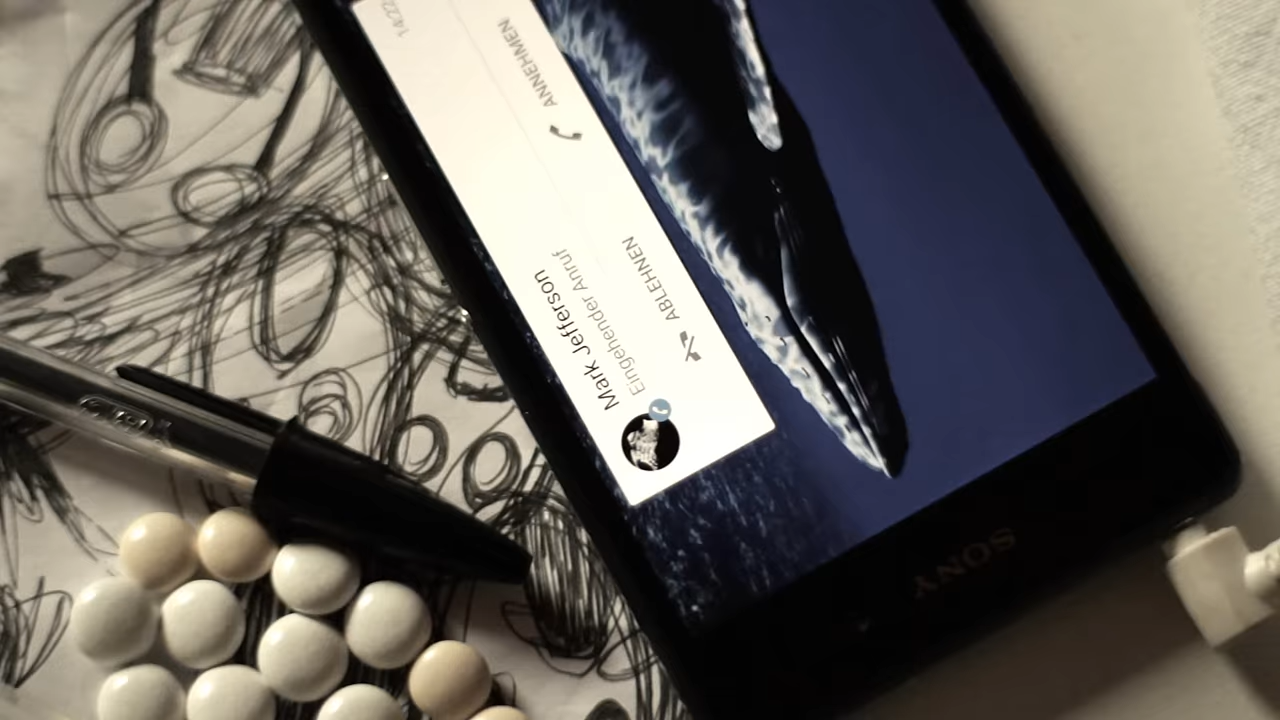 14:22
Mark Jefferson
Eingehender Anruf
ABLEHNEN
ANNEHMEN
SONY